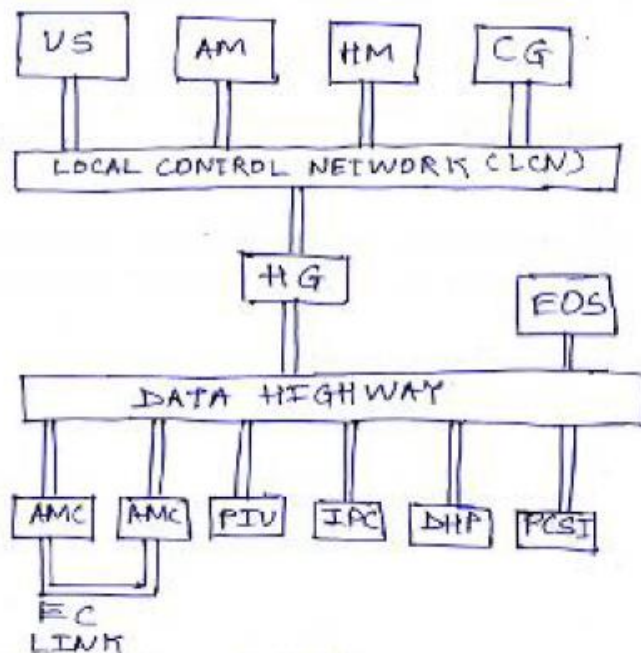 US AM HM CG
LOCAL CONTROL NETWORK (LCN)
HG
EOS
DATA HIGHWAY
AMC AMC PIU IPC DHP PCSI
EC
LINK